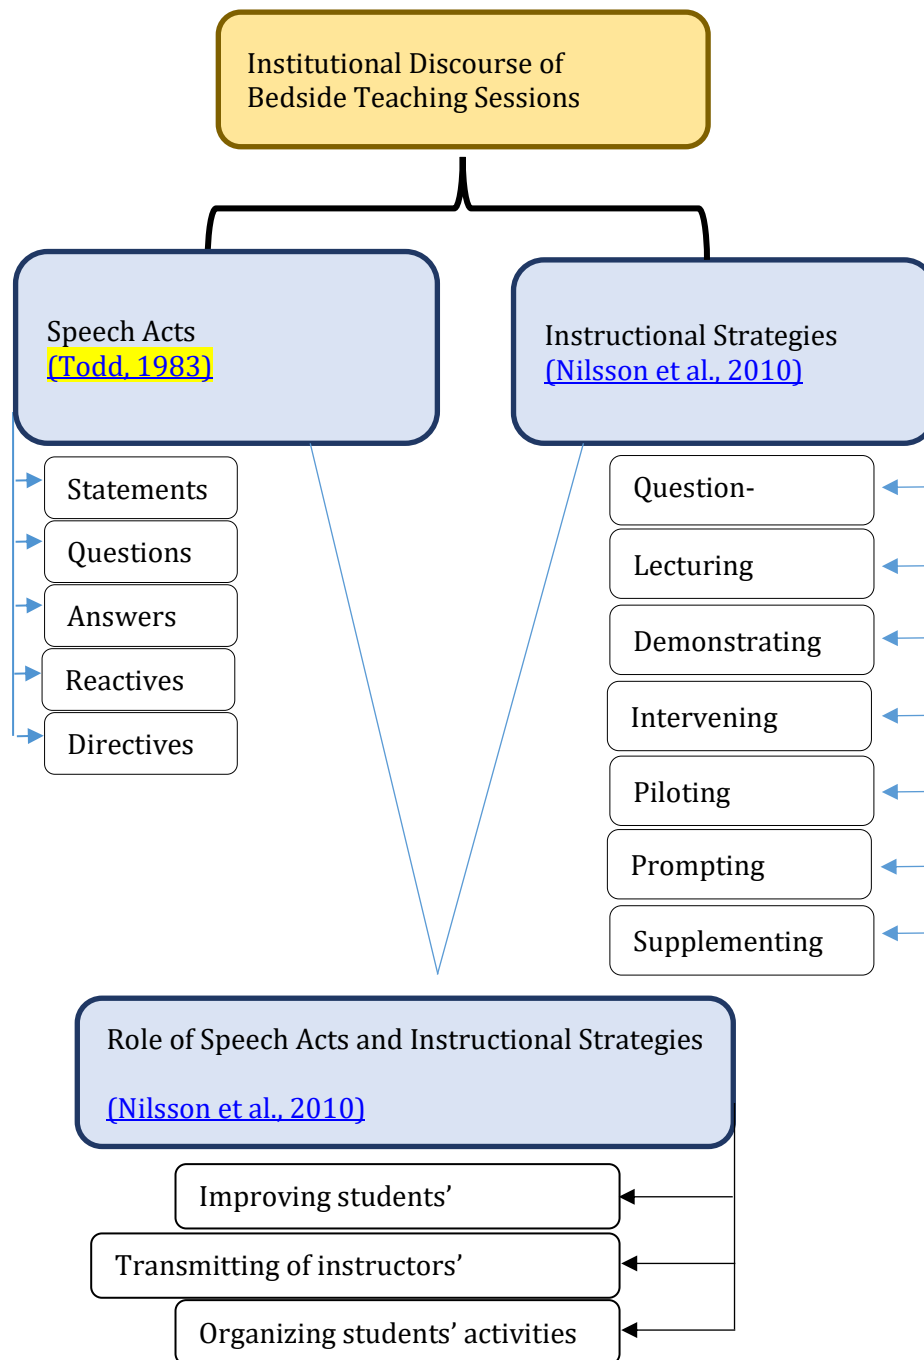 Institutional Discourse of
Bedside Teaching Sessions
Speech Acts
(Todd, 1983)
Instructional Strategies
(Nilsson et al., 2010)
Statements
Questions
Answers
Reactives
Directives
Question-
Lecturing
Demonstrating
Intervening
Piloting
Prompting
Supplementing
Role of Speech Acts and Instructional Strategies
(Nilsson et al., 2010)
Improving students’
Transmitting of instructors’
Organizing students’ activities